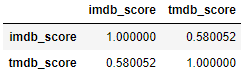 imdb_score tmdb_score
imdb_score 1.000000 0.580052
tmdb_score 0.580052 1.000000